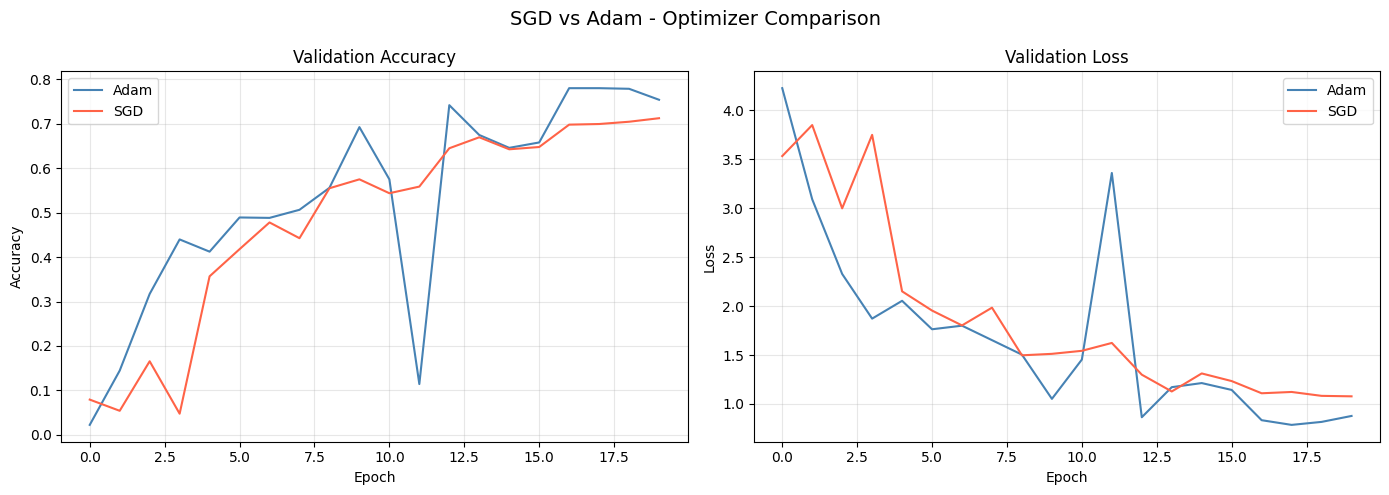 SGD vs Adam - Optimizer Comparison
Validation Accuracy
Adam
SGD
0.8
0.7
0.6
0.5
0.4
0.3
0.2
0.1
0.0
Accuracy
0.0 2.5 5.0 7.5 10.0 12.5 15.0 17.5
Epoch
Validation Loss
Adam
SGD
4.0
3.5
3.0
2.5
2.0
1.5
1.0
Loss
0.0 2.5 5.0 7.5 10.0 12.5 15.0 17.5
Epoch